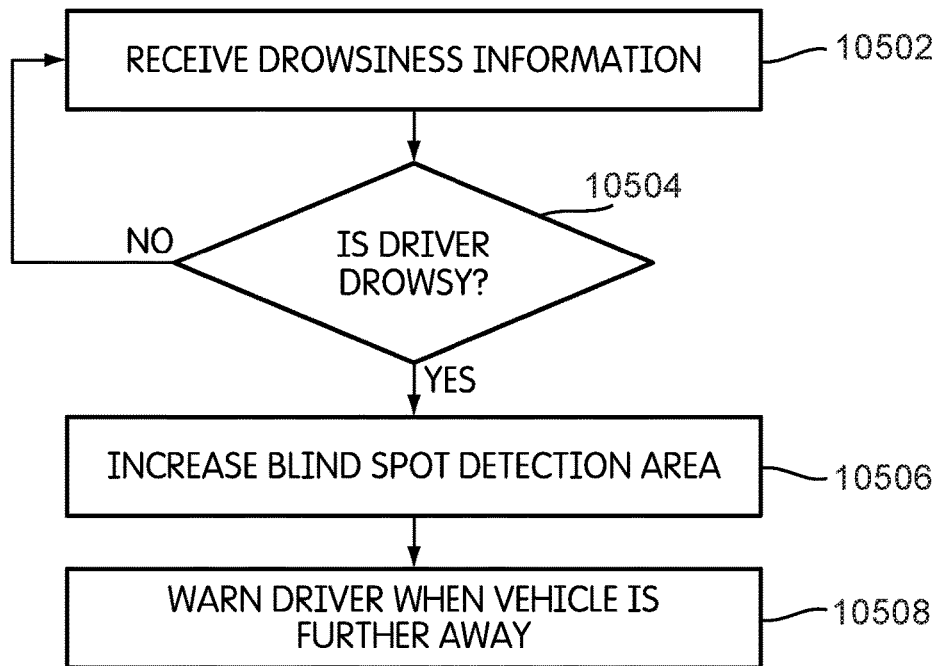 RECEIVE DROWSINESS INFORMATION
10502
10504
IS DRIVER
DROWSY?
NO
YES
INCREASE BLIND SPOT DETECTION AREA
10506
WARN DRIVER WHEN VEHICLE IS
FURTHER AWAY
10508